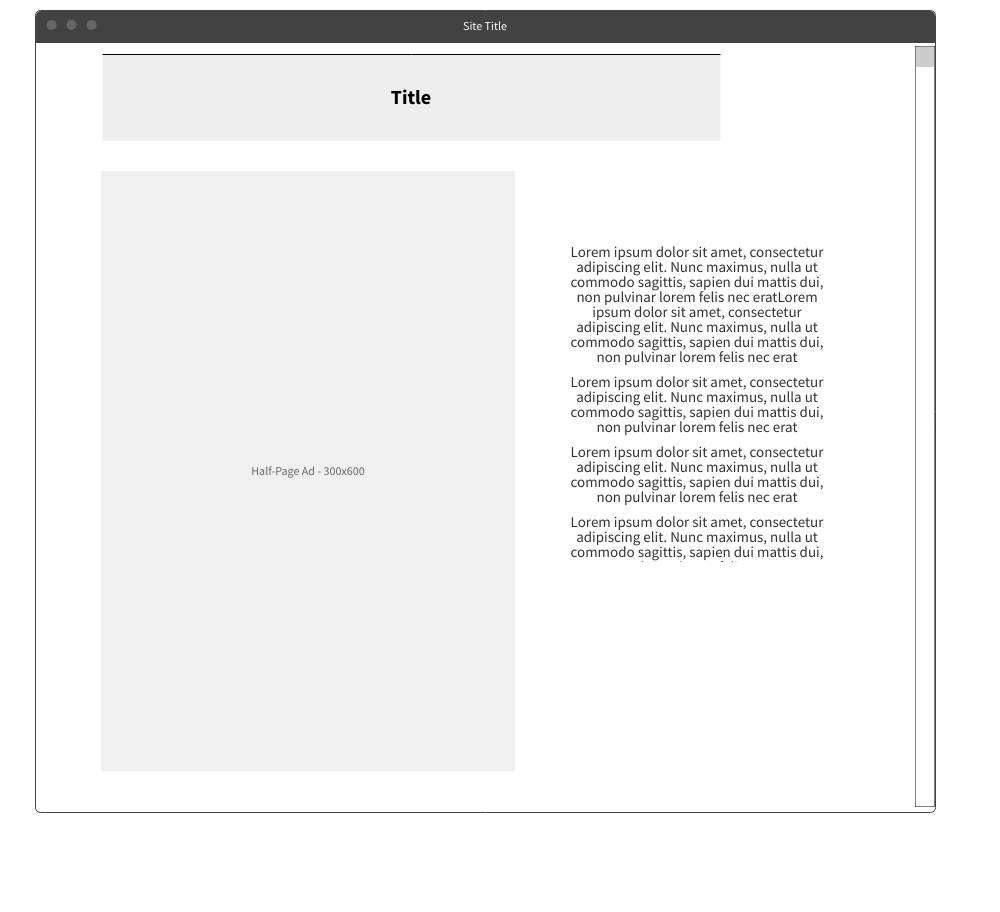 Site Title
Title
Lorem ipsum dolor sit amet, consectetur
adipiscing elit. Nunc maximus, nulla ut
commodo sagittis, sapien dui mattis dui,
non pulvinar lorem felis nec eratLorem
ipsum dolor sit amet, consectetur
adipiscing elit. Nunc maximus, nulla ut
commodo sagittis, sapien dui mattis dui,
non pulvinar lorem felis nec erat
Lorem ipsum dolor sit amet, consectetur
adipiscing elit. Nunc maximus, nulla ut
commodo sagittis, sapien dui mattis dui,
non pulvinar lorem felis nec erat
Lorem ipsum dolor sit amet, consectetur
adipiscing elit. Nunc maximus, nulla ut
commodo sagittis, sapien dui mattis dui,
non pulvinar lorem felis nec erat
Lorem ipsum dolor sit amet, consectetur
adipiscing elit. Nunc maximus, nulla ut
commodo sagittis, sapien dui mattis dui,
Half-Page Ad - 300x600